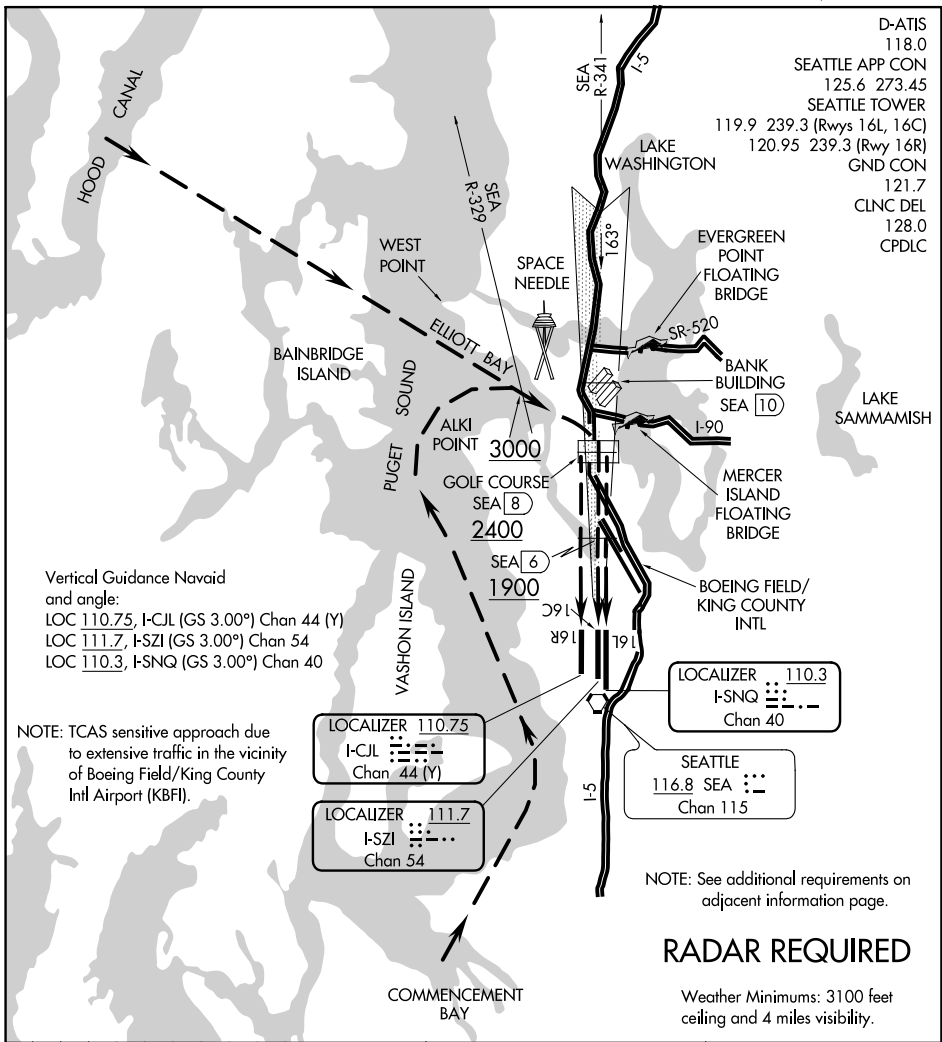 D-ATIS
118.0
SEATTLE APP CON
125.6 273.45
SEATTLE TOWER
119.9 239.3 (Rwys 16L, 16C)
120.95 239.3 (Rwy 16R)
GND CON
121.7
CLNC DEL
128.0
CPDLC
HOOD CANAL
SEA
R-341
I-5
SEA
R-329
LAKE
WASHINGTON
163°
WEST
POINT
SPACE
NEEDLE
EVERGREEN
POINT
FLOATING
BRIDGE
SR-520
ELLIOTT BAY
BAINBRIDGE
ISLAND
BANK
BUILDING
SEA 10
LAKE
SAMMAMISH
PUGET SOUND
ALKI
POINT
3000
I-90
GOLF COURSE
SEA 8
2400
MERCER
ISLAND
FLOATING
BRIDGE
SEA 6
1900
BOEING FIELD/
KING COUNTY
INTL
16C
16R
16L
Vertical Guidance Navaid
and angle:
LOC 110.75, I-CJL (GS 3.00°) Chan 44 (Y)
LOC 111.7, I-SZI (GS 3.00°) Chan 54
LOC 110.3, I-SNQ (GS 3.00°) Chan 40
VASHON ISLAND
LOCALIZER 110.3
I-SNQ
Chan 40
NOTE: TCAS sensitive approach due
to extensive traffic in the vicinity
of Boeing Field/King County
Intl Airport (KBFI).
LOCALIZER 110.75
I-CJL
Chan 44 (Y)
SEATTLE
116.8 SEA
Chan 115
I-5
LOCALIZER 111.7
I-SZI
Chan 54
NOTE: See additional requirements on
adjacent information page.
RADAR REQUIRED
COMMENCEMENT
BAY
Weather Minimums: 3100 feet
ceiling and 4 miles visibility.